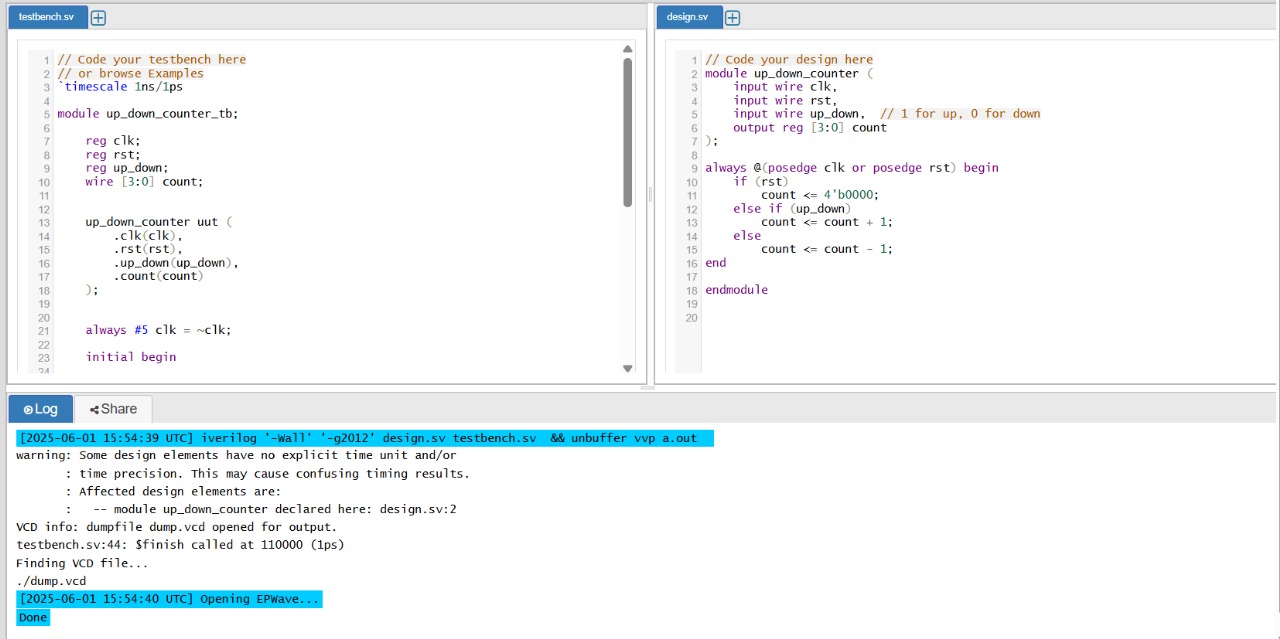 testbench.sv
1 // Code your testbench here
2 // or browse Examples
3 `timescale 1ns/1ps
4
5 module up_down_counter_tb;
6
7     reg clk;
8     reg rst;
9     reg up_down;
10     wire [3:0] count;
11
12
13     up_down_counter uut (
14         .clk(clk),
15         .rst(rst),
16         .up_down(up_down),
17         .count(count)
18     );
19
20
21     always #5 clk = ~clk;
22
23     initial begin
24
design.sv
1 // Code your design here
2 module up_down_counter (
3     input wire clk,
4     input wire rst,
5     input wire up_down,  // 1 for up, 0 for down
6     output reg [3:0] count
7 );
8
9 always @(posedge clk or posedge rst) begin
10     if (rst)
11         count <= 4'b0000;
12     else if (up_down)
13         count <= count + 1;
14     else
15         count <= count - 1;
16 end
17
18 endmodule
19
20
Log Share
[2025-06-01 15:54:39 UTC] iverilog '-Wall' '-g2012' design.sv testbench.sv  && unbuffer vvp a.out
warning: Some design elements have no explicit time unit and/or
       : time precision. This may cause confusing timing results.
       : Affected design elements are:
       :   -- module up_down_counter declared here: design.sv:2
VCD info: dumpfile dump.vcd opened for output.
testbench.sv:44: $finish called at 110000 (1ps)
Finding VCD file...
./dump.vcd
[2025-06-01 15:54:40 UTC] Opening EPWave...
Done